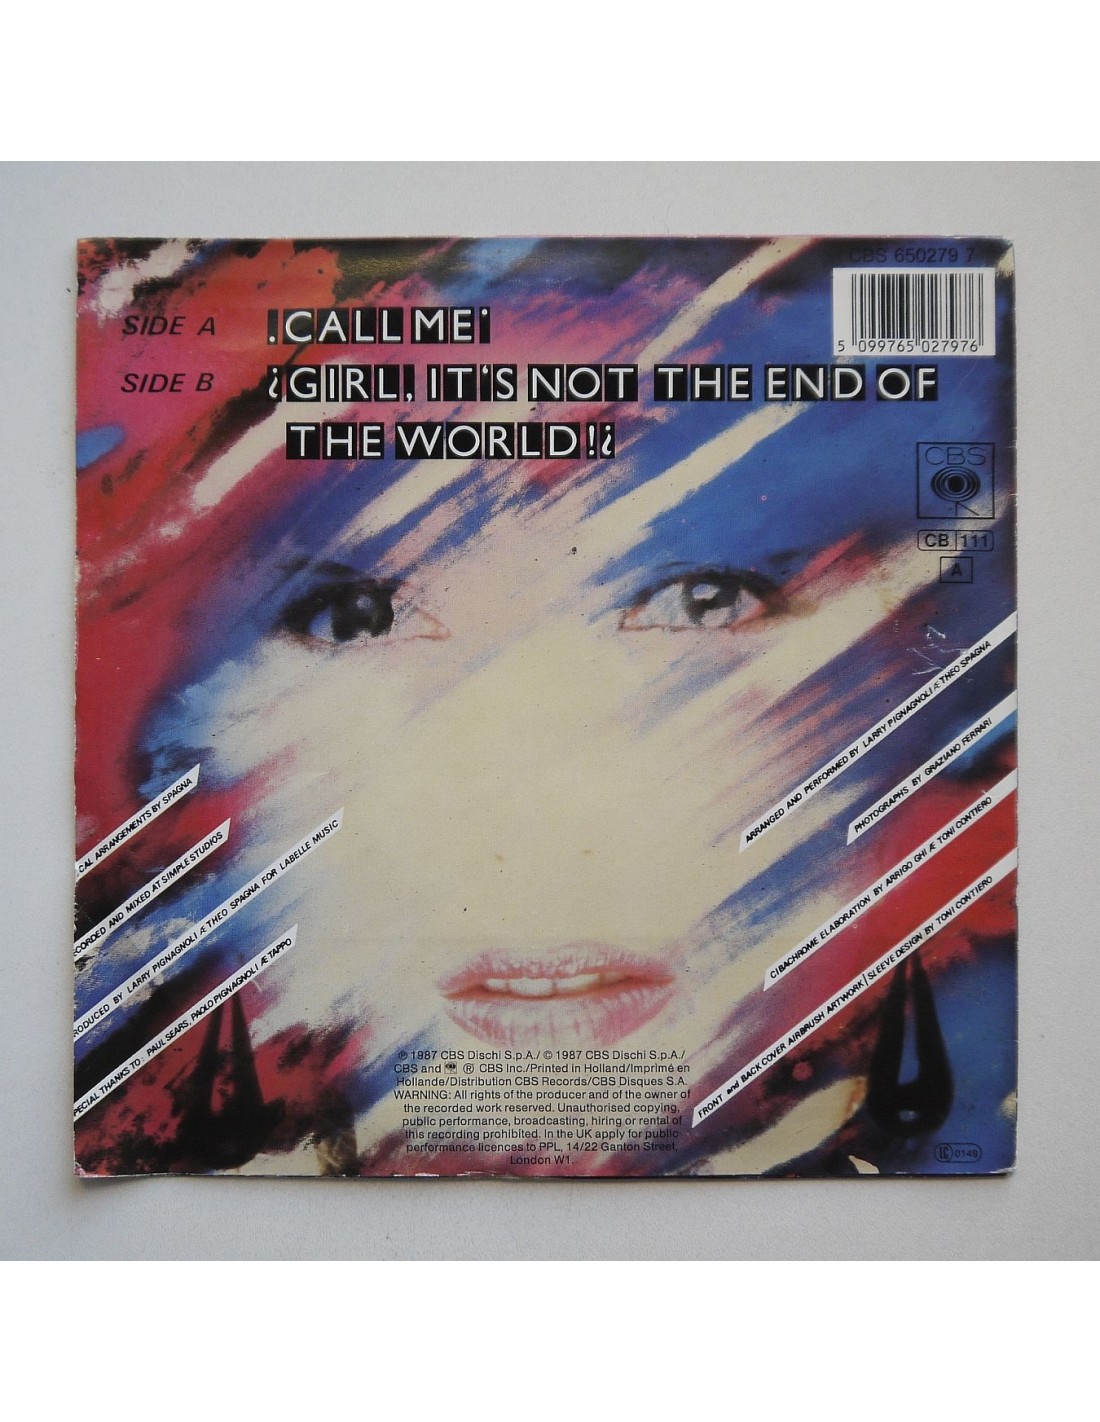 CBS 650279 7
5 099765 027976
SIDE A ¡CALL ME!
SIDE B ¿GIRL, IT'S NOT THE END OF
THE WORLD!¿
CBS
CB 111
A
ARRANGED AND PERFORMED BY LARRY PIGNAGNOLI Æ THEO SPAGNA
PHOTOGRAPHS BY GRAZIANO FERRARI
CIBACHROME ELABORATION BY ARRIGO GHI Æ TONI CONTIERO
FRONT and BACK COVER AIRBRUSH ARTWORK / SLEEVE DESIGN BY TONI CONTIERO
CAL ARRANGEMENTS BY SPAGNA
CORDED AND MIXED AT SIMPLE STUDIOS
RODUCED BY LARRY PIGNAGNOLI Æ THEO SPAGNA FOR LABELLE MUSIC
PECIAL THANKS TO: PAUL SEARS, PAOLO PIGNAGNOLI Æ TAPPO
℗ 1987 CBS Dischi S.p.A./ © 1987 CBS Dischi S.p.A./
CBS and ® CBS Inc./Printed in Holland/Imprimé en
Hollande/Distribution CBS Records/CBS Disques S.A.
WARNING: All rights of the producer and of the owner of
the recorded work reserved. Unauthorised copying,
public performance, broadcasting, hiring or rental of
this recording prohibited. In the UK apply for public
performance licences to PPL, 14/22 Ganton Street,
London W1.
LC 0149